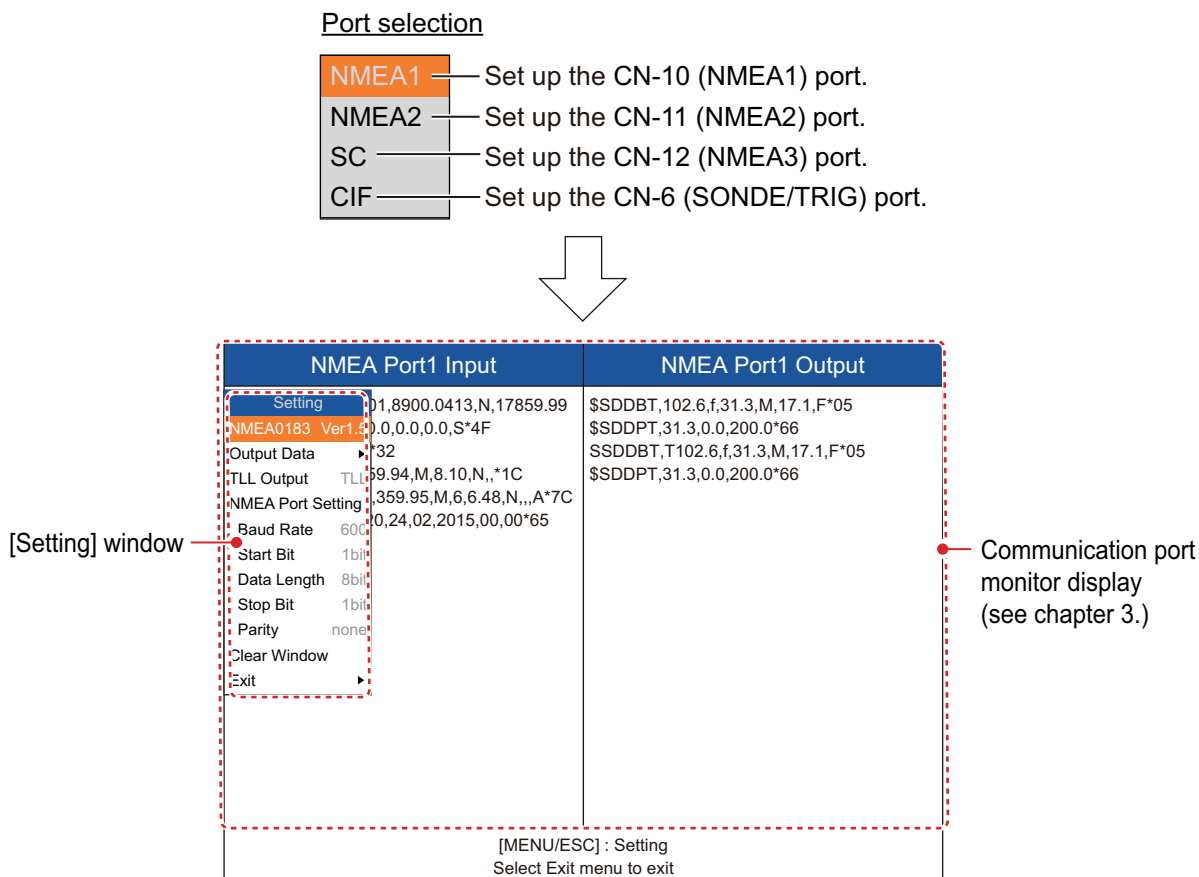 Port selection
NMEA1 Set up the CN-10 (NMEA1) port.
NMEA2 Set up the CN-11 (NMEA2) port.
SC Set up the CN-12 (NMEA3) port.
CIF Set up the CN-6 (SONDE/TRIG) port.
NMEA Port1 Input
NMEA Port1 Output
Setting
NMEA0183 Ver1.5
Output Data
TLL Output TLL
NMEA Port Setting
Baud Rate 600
Start Bit 1bit
Data Length 8bit
Stop Bit 1bit
Parity none
Clear Window
Exit
01,8900.0413,N,17859.99
0.0,0.0,0.0,S*4F
*32
59.94,M,8.10,N,,*1C
,359.95,M,6,6.48,N,,,A*7C
20,24,02,2015,00,00*65
$SDDBT,102.6,f,31.3,M,17.1,F*05
$SDDPT,31.3,0.0,200.0*66
SSDDBT,T102.6,f,31.3,M,17.1,F*05
$SDDPT,31.3,0.0,200.0*66
[Setting] window
Communication port
monitor display
(see chapter 3.)
[MENU/ESC] : Setting
Select Exit menu to exit